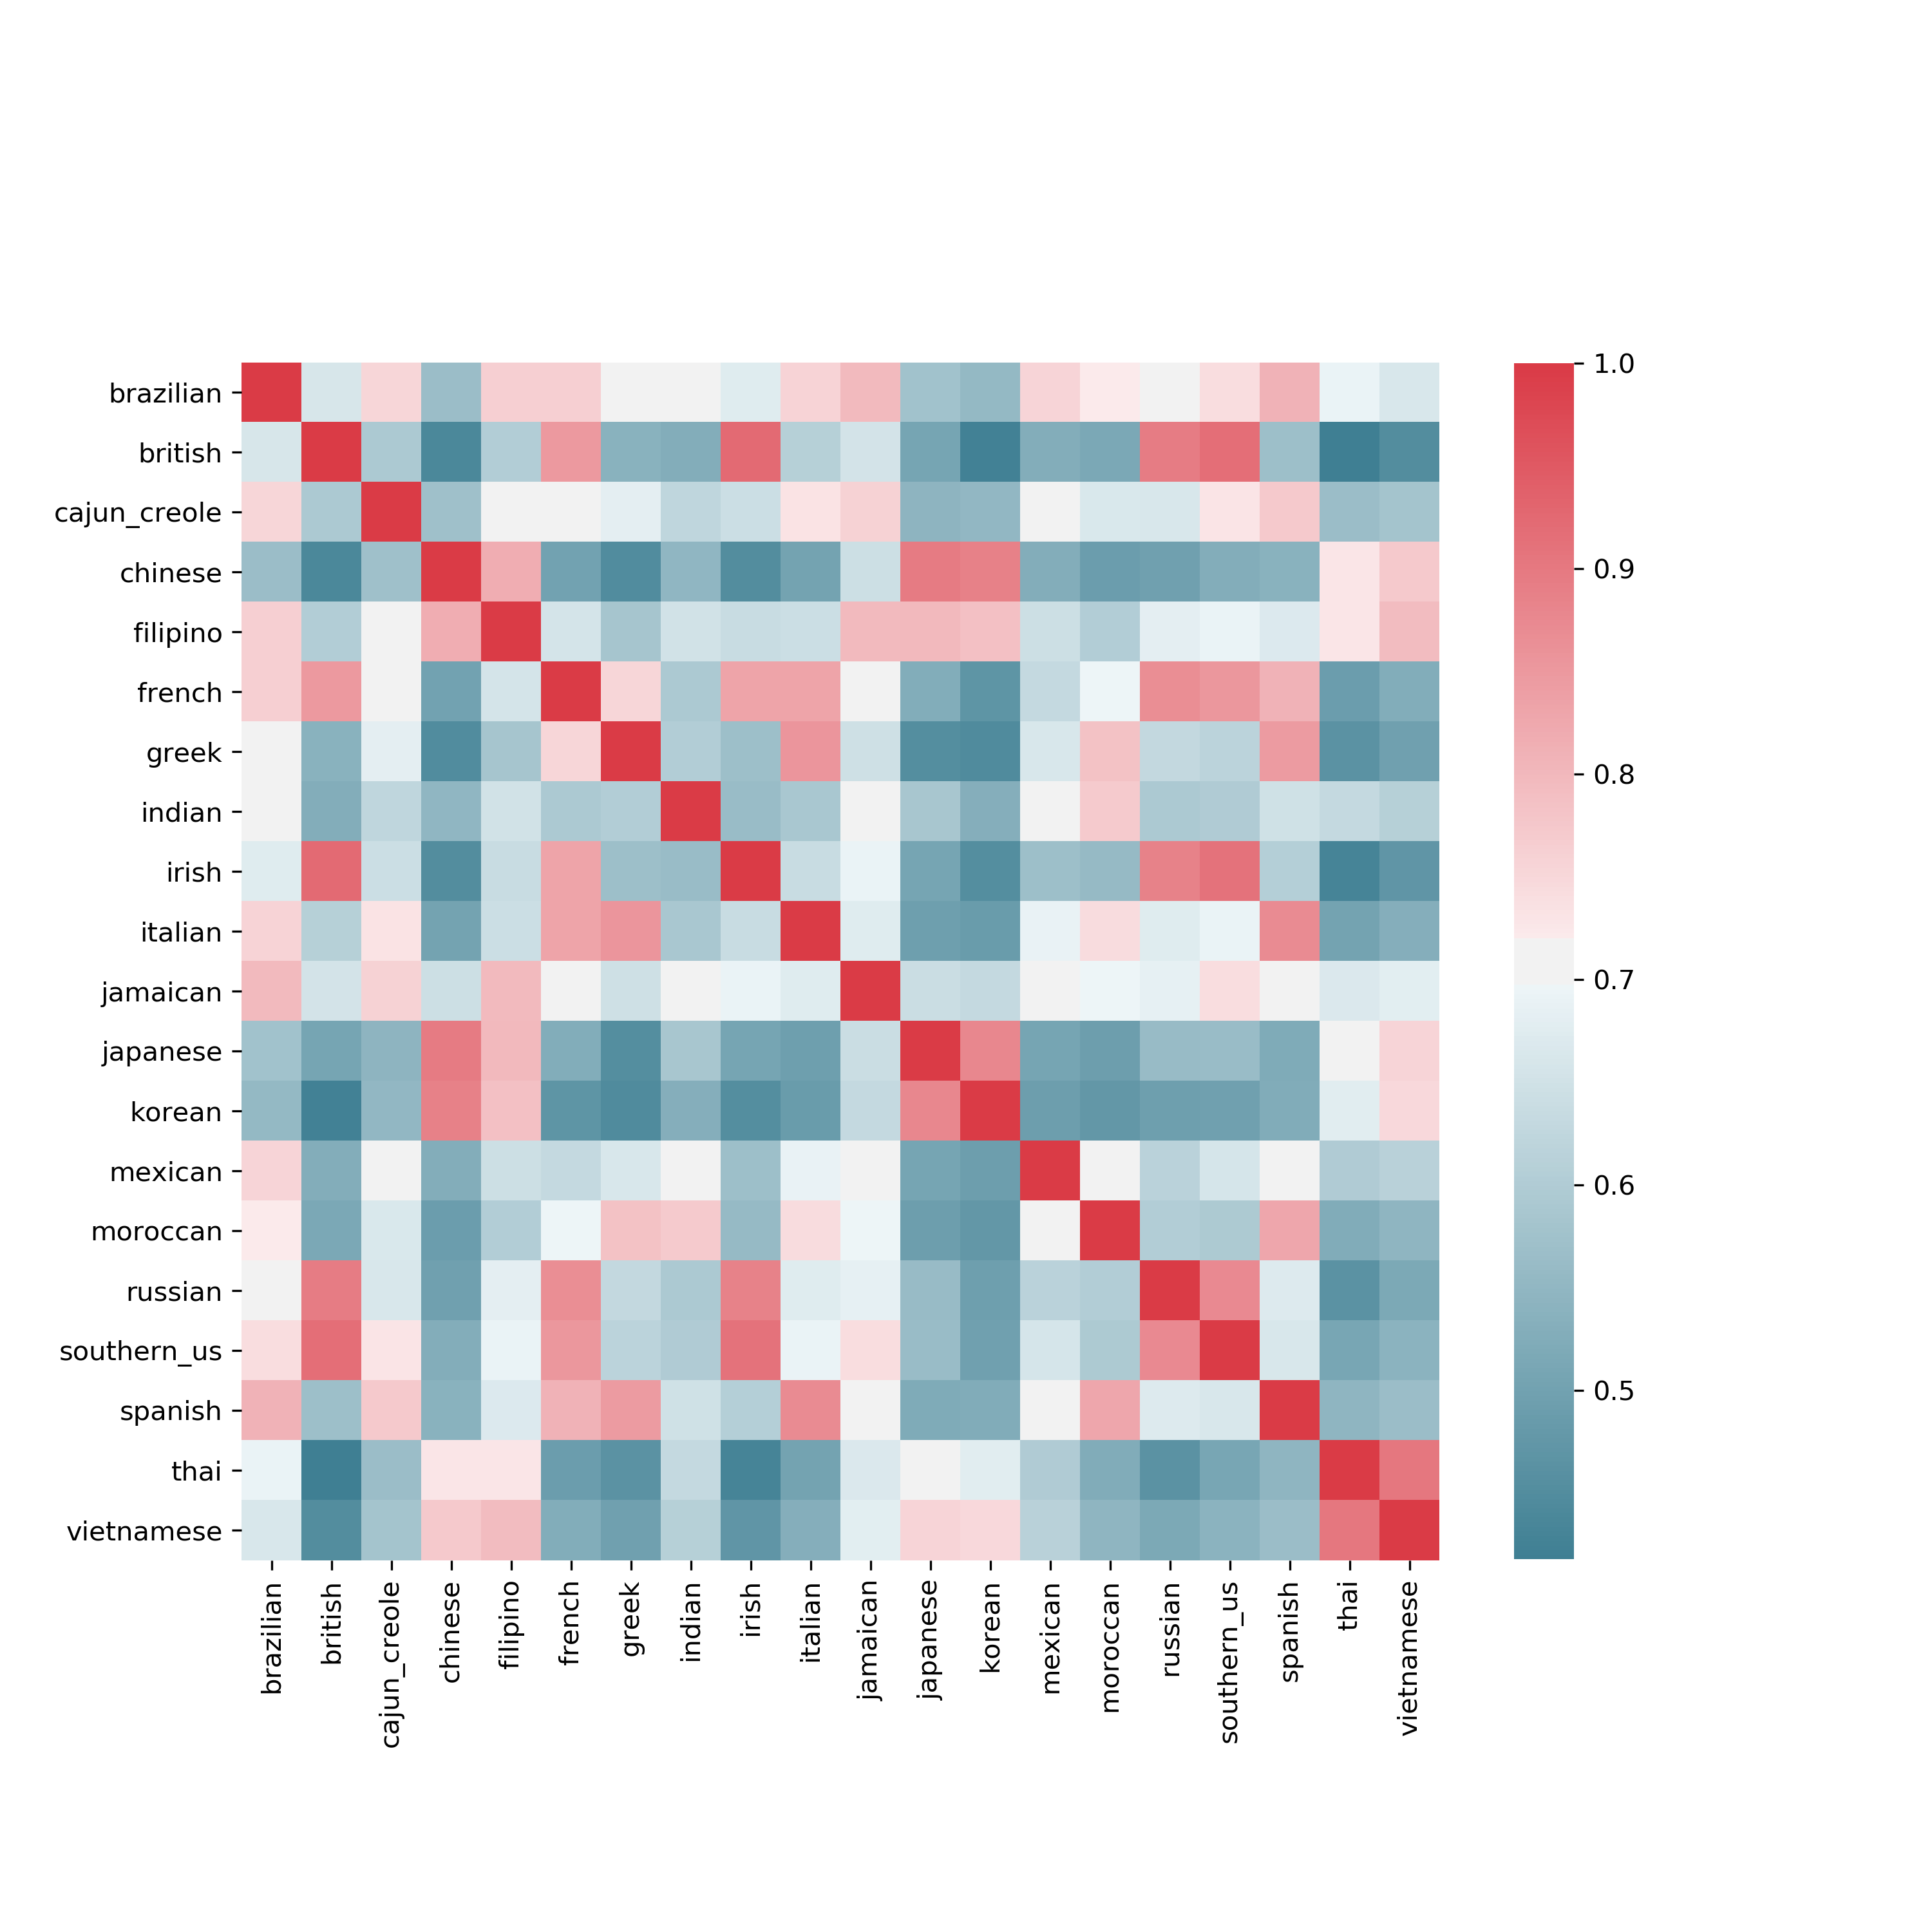 brazilian
british
cajun_creole
chinese
filipino
french
greek
indian
irish
italian
jamaican
japanese
korean
mexican
moroccan
russian
southern_us
spanish
thai
vietnamese
brazilian
british
cajun_creole
chinese
filipino
french
greek
indian
irish
italian
jamaican
japanese
korean
mexican
moroccan
russian
southern_us
spanish
thai
vietnamese
1.0
0.9
0.8
0.7
0.6
0.5